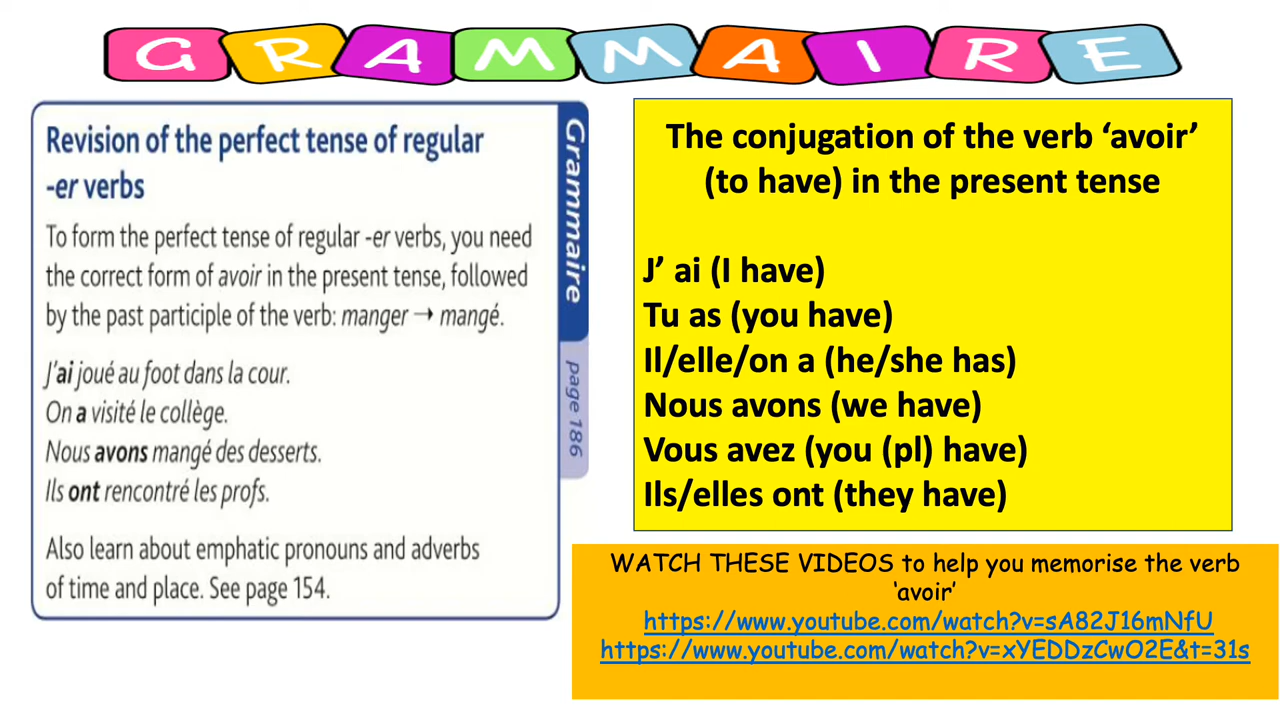 GRAMMAIRE
Revision of the perfect tense of regular
-er verbs
To form the perfect tense of regular -er verbs, you need
the correct form of avoir in the present tense, followed
by the past participle of the verb: manger → mangé.
J'ai joué au foot dans la cour.
On a visité le collège.
Nous avons mangé des desserts.
Ils ont rencontré les profs.
Also learn about emphatic pronouns and adverbs
of time and place. See page 154.
Grammaire
page 186
The conjugation of the verb ‘avoir’
(to have) in the present tense
J’ ai (I have)
Tu as (you have)
Il/elle/on a (he/she has)
Nous avons (we have)
Vous avez (you (pl) have)
Ils/elles ont (they have)
WATCH THESE VIDEOS to help you memorise the verb
‘avoir’
https://www.youtube.com/watch?v=sA82J16mNfU
https://www.youtube.com/watch?v=xYEDDzCwO2E&t=31s